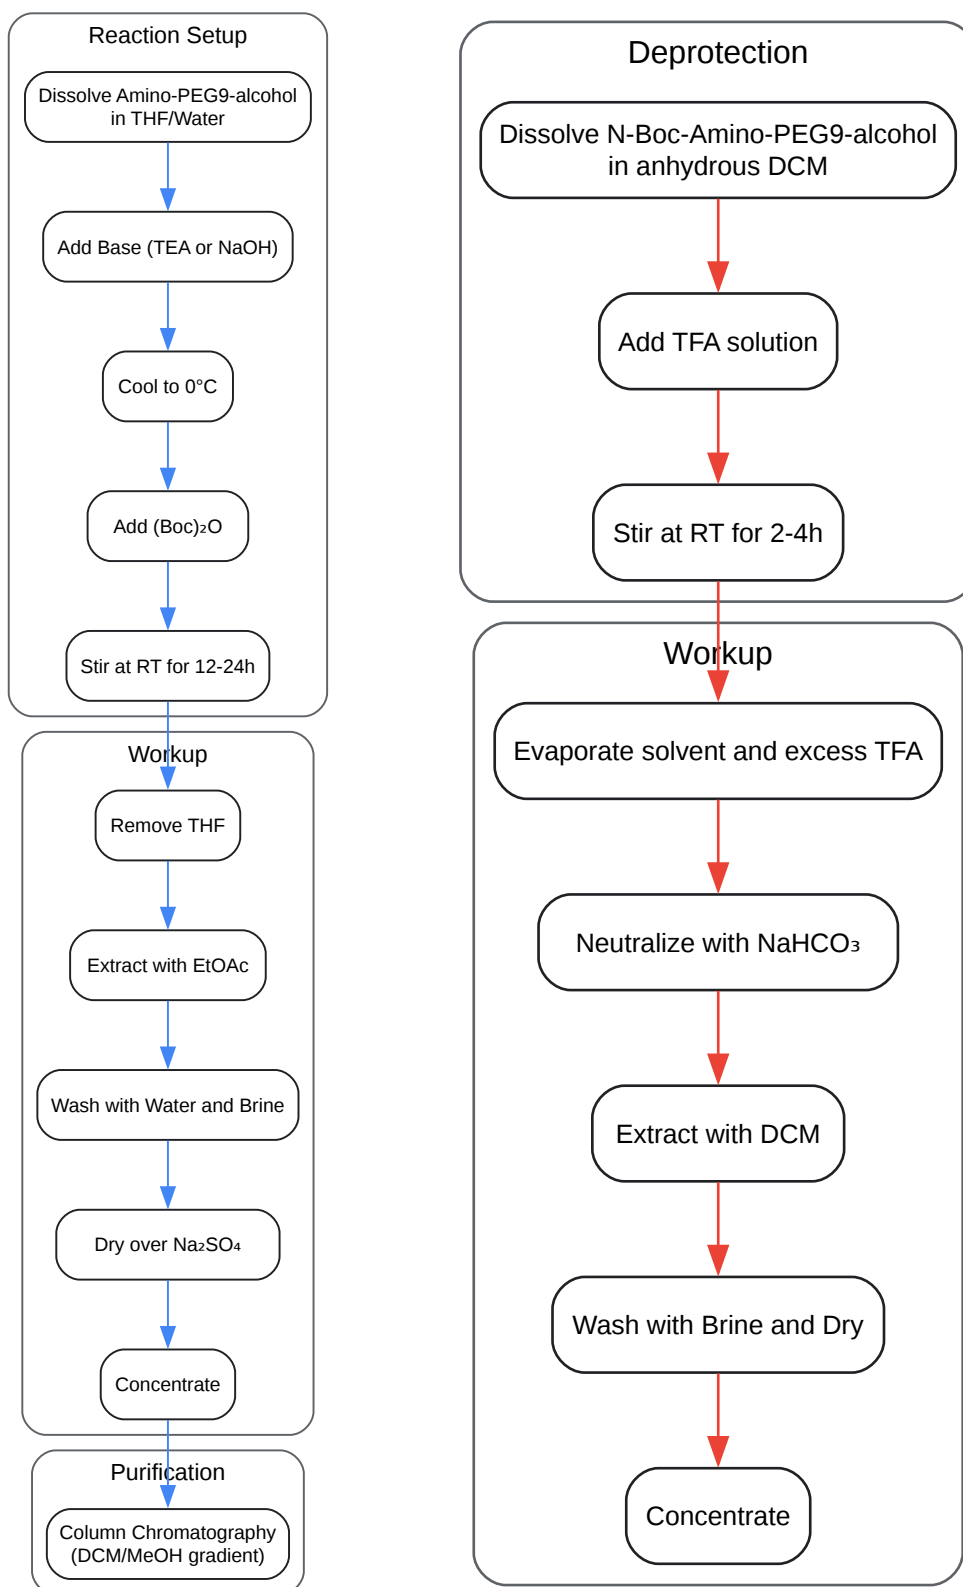 Reaction Setup
Dissolve Amino-PEG9-alcohol
in THF/Water
Add Base (TEA or NaOH)
Cool to 0°C
Add (Boc)₂O
Stir at RT for 12-24h
Workup
Remove THF
Extract with EtOAc
Wash with Water and Brine
Dry over Na₂SO₄
Concentrate
Purification
Column Chromatography
(DCM/MeOH gradient)
Deprotection
Dissolve N-Boc-Amino-PEG9-alcohol
in anhydrous DCM
Add TFA solution
Stir at RT for 2-4h
Workup
Evaporate solvent and excess TFA
Neutralize with NaHCO₃
Extract with DCM
Wash with Brine and Dry
Concentrate